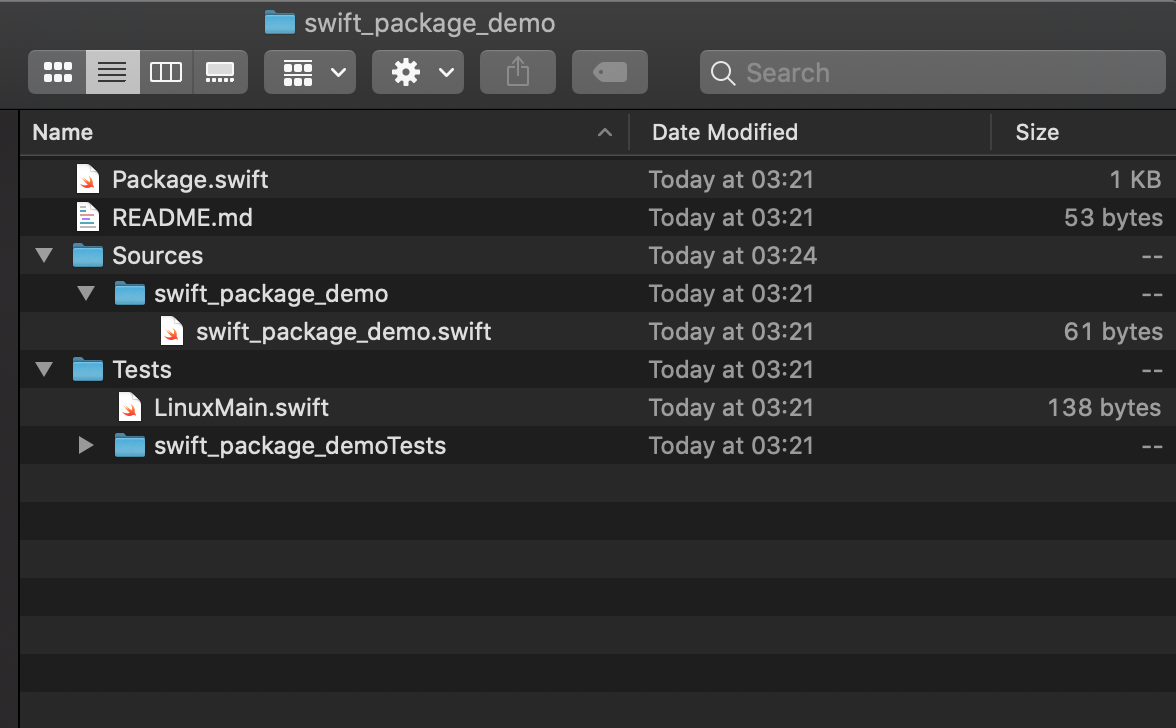 swift_package_demo
Search
Name Date Modified Size
Package.swift Today at 03:21 1 KB
README.md Today at 03:21 53 bytes
Sources Today at 03:24 --
swift_package_demo Today at 03:21 --
swift_package_demo.swift Today at 03:21 61 bytes
Tests Today at 03:21 --
LinuxMain.swift Today at 03:21 138 bytes
swift_package_demoTests Today at 03:21 --